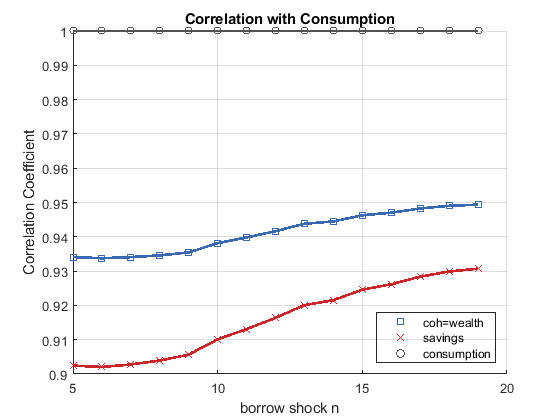 Correlation with Consumption
Correlation Coefficient
1
0.99
0.98
0.97
0.96
0.95
0.94
0.93
0.92
0.91
0.9
5
10
15
20
borrow shock n
coh=wealth
savings
consumption